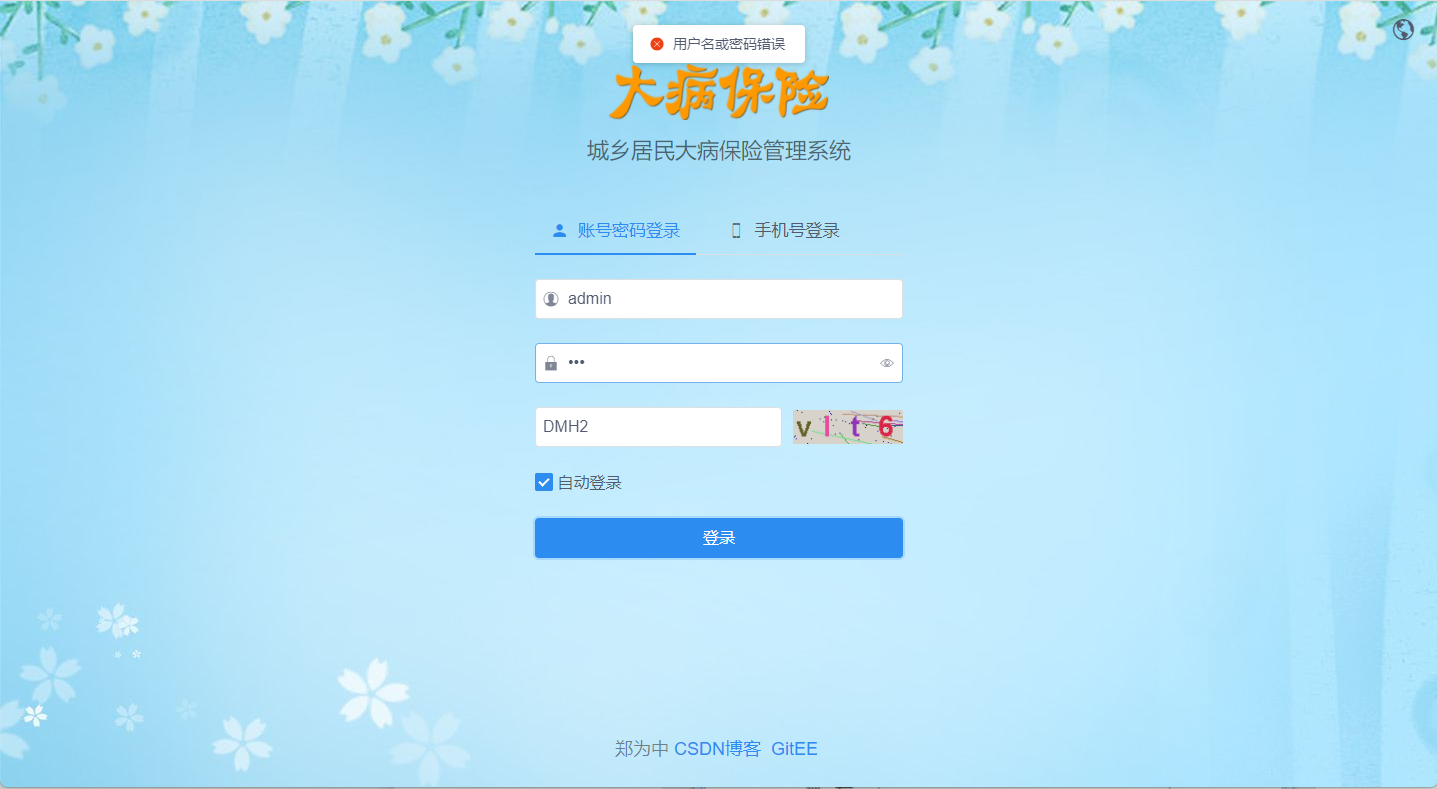 用户名或密码错误
大病保险
城乡居民大病保险管理系统
账号密码登录 手机号登录
admin
•••
DMH2 vlt6
自动登录
登录
郑为中 CSDN博客 GitEE